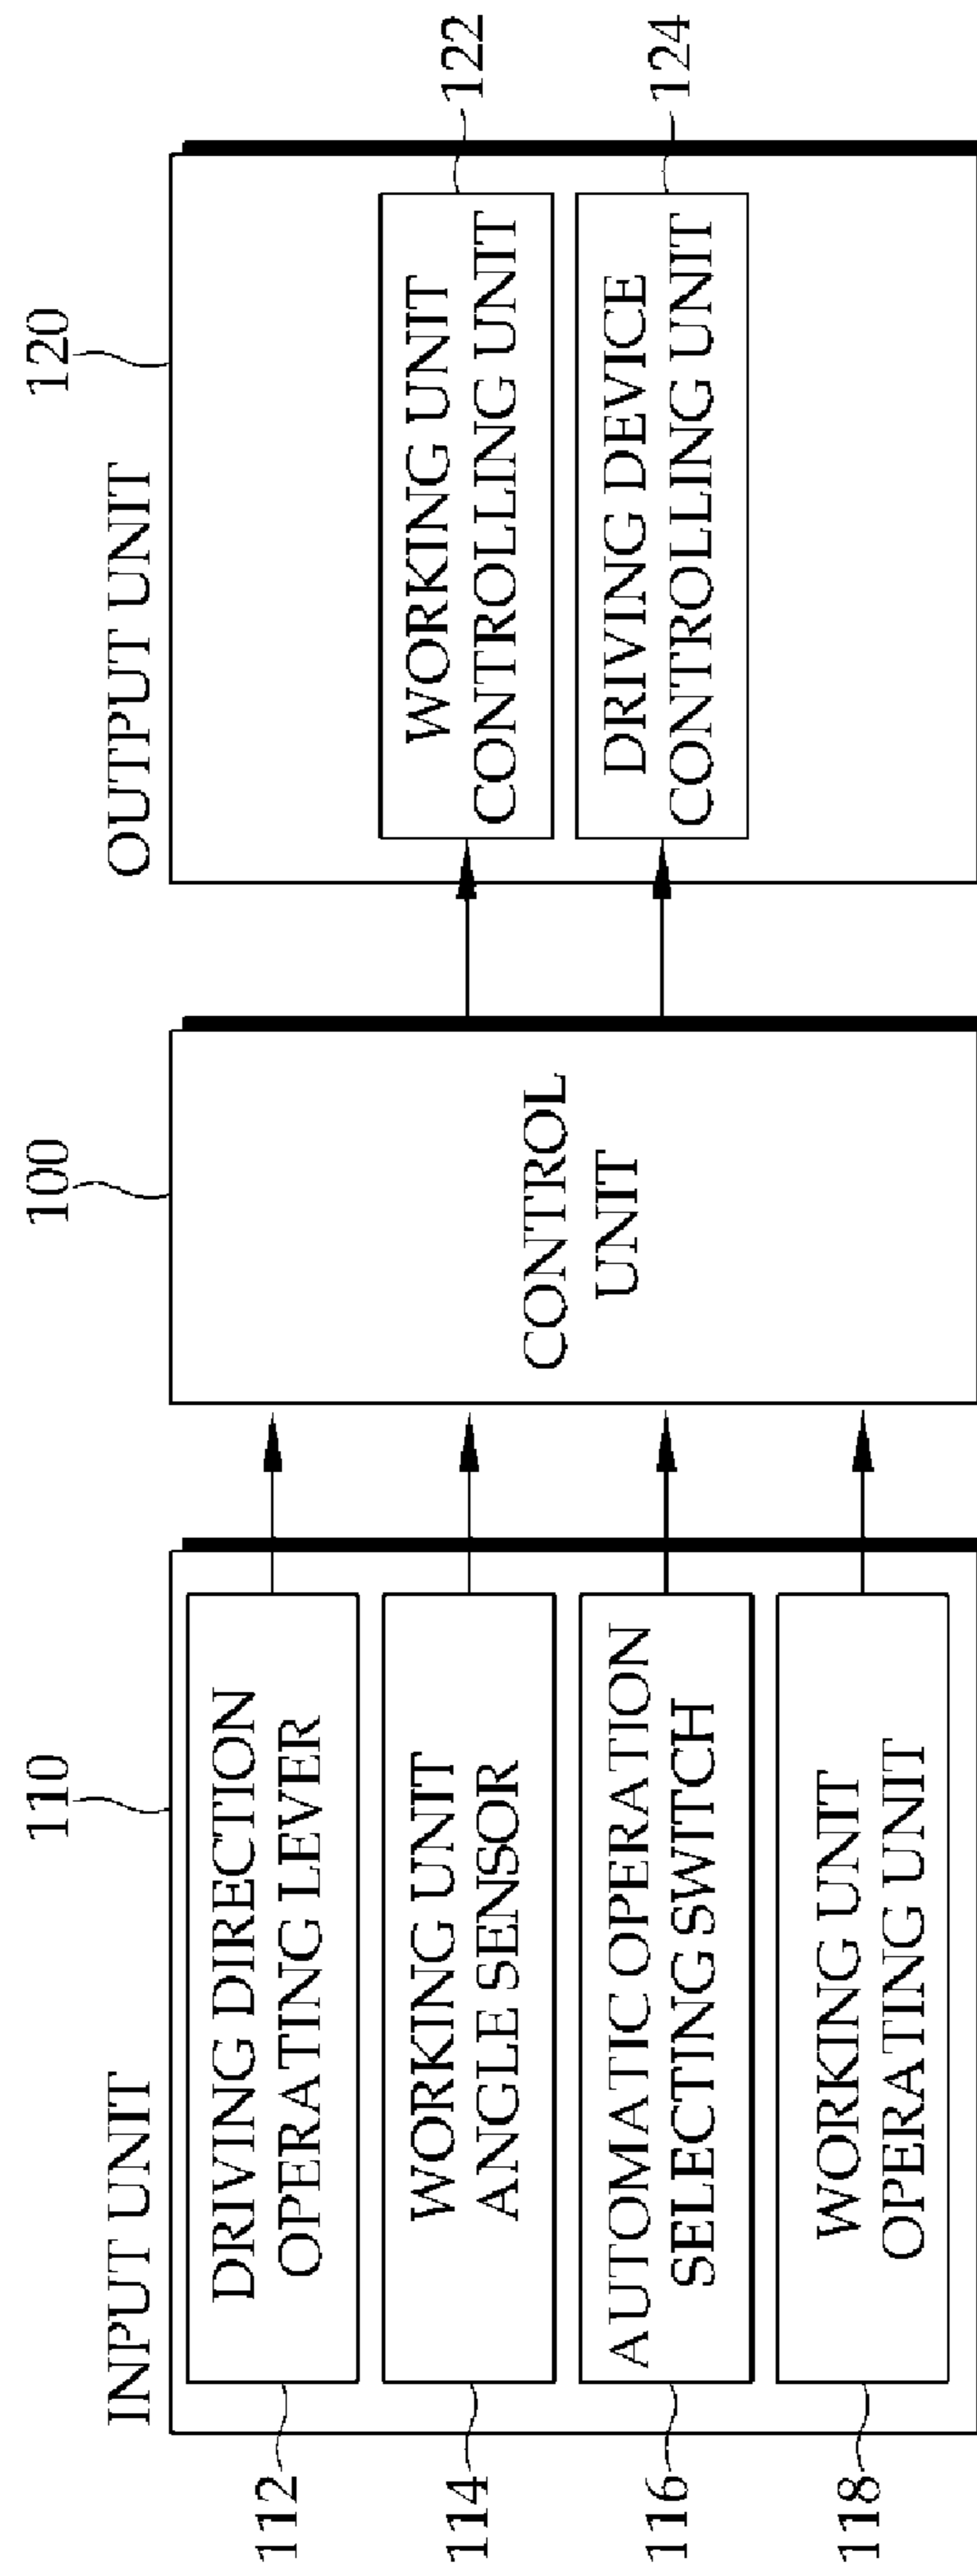 110
INPUT UNIT
112
DRIVING DIRECTION
OPERATING LEVER
114
WORKING UNIT
ANGLE SENSOR
116
AUTOMATIC OPERATION
SELECTING SWITCH
118
WORKING UNIT
OPERATING UNIT
100
CONTROL
UNIT
120
OUTPUT UNIT
WORKING UNIT
CONTROLLING UNIT
122
DRIVING DEVICE
CONTROLLING UNIT
124